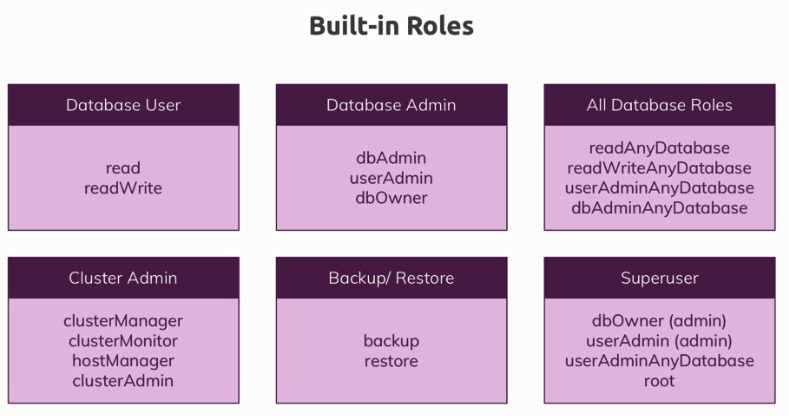 Built-in Roles
Database User
read
readWrite
Database Admin
dbAdmin
userAdmin
dbOwner
All Database Roles
readAnyDatabase
readWriteAnyDatabase
userAdminAnyDatabase
dbAdminAnyDatabase
Cluster Admin
clusterManager
clusterMonitor
hostManager
clusterAdmin
Backup/ Restore
backup
restore
Superuser
dbOwner (admin)
userAdmin (admin)
userAdminAnyDatabase
root